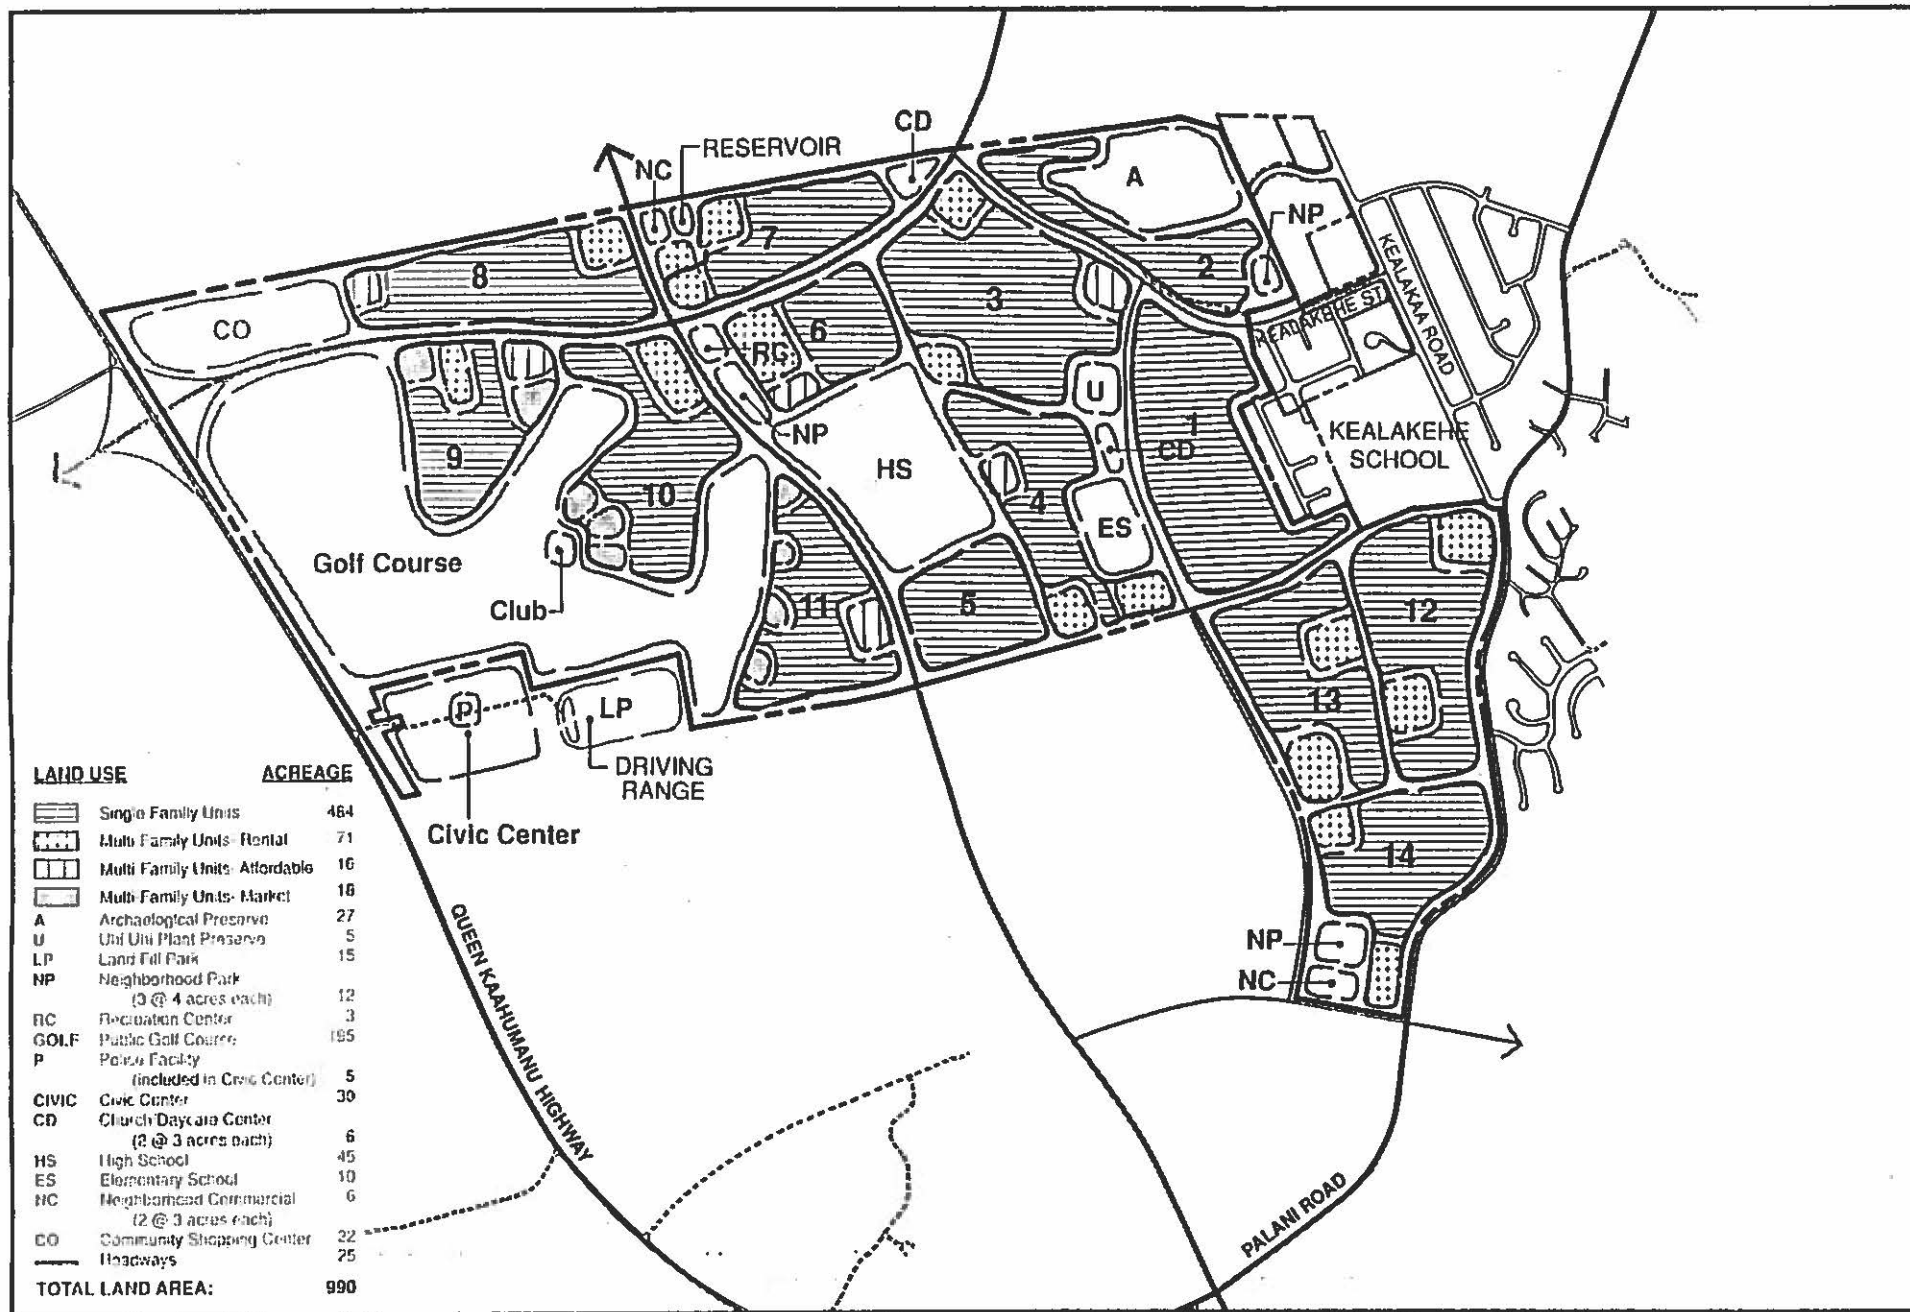 CD
RESERVOIR
NC
A
NP
7
8
2
KEALAKAA ROAD
3
CO
KEALAKEHE ST
6
RC
U
1
KEALAKEHE
SCHOOL
NP
CD
9
HS
10
4
ES
Golf Course
Club
11
5
12
13
P
LP
DRIVING
RANGE
Civic Center
14
NP
NC
QUEEN KAAHUMANU HIGHWAY
PALANI ROAD
LAND USE ACREAGE
Single Family Units 464
Multi Family Units- Rental 71
Multi Family Units- Affordable 16
Multi Family Units- Market 18
A Archaeological Preserve 27
U Uhi Uhi Plant Preserve 5
LP Land Fill Park 15
NP Neighborhood Park
(3 @ 4 acres each) 12
RC Recreation Center 3
GOLF Public Golf Course
P Police Facility
(included in Civic Center) 5
CIVIC Civic Center 30
CD Church/Daycare Center
(2 @ 3 acres each) 6
HS High School 45
ES Elementary School 10
NC Neighborhood Commercial 6
(2 @ 3 acres each)
CO Community Shopping Center 22
Roadways 25
TOTAL LAND AREA: 990